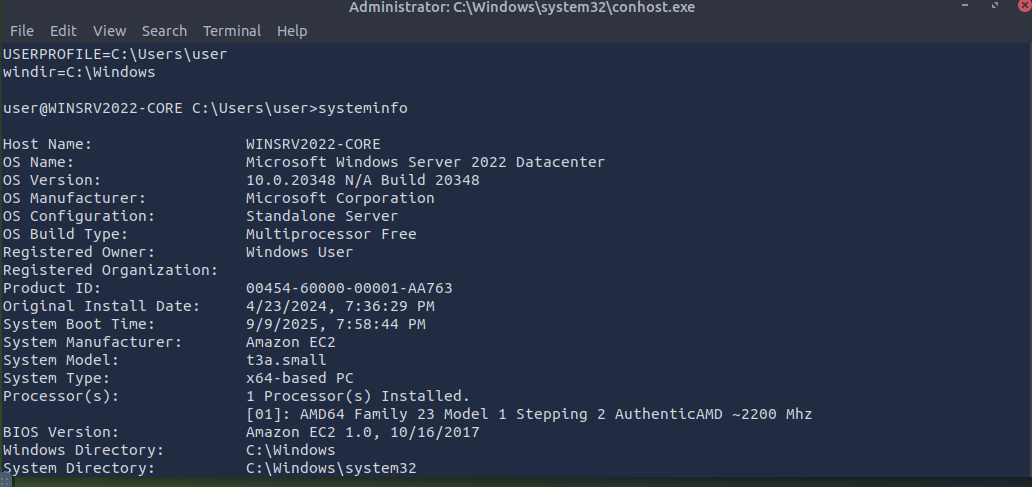 Administrator: C:\Windows\system32\conhost.exe
File Edit View Search Terminal Help
USERPROFILE=C:\Users\user
windir=C:\Windows
user@WINSRV2022-CORE C:\Users\user>systeminfo
Host Name: WINSRV2022-CORE
OS Name: Microsoft Windows Server 2022 Datacenter
OS Version: 10.0.20348 N/A Build 20348
OS Manufacturer: Microsoft Corporation
OS Configuration: Standalone Server
OS Build Type: Multiprocessor Free
Registered Owner: Windows User
Registered Organization:
Product ID: 00454-60000-00001-AA763
Original Install Date: 4/23/2024, 7:36:29 PM
System Boot Time: 9/9/2025, 7:58:44 PM
System Manufacturer: Amazon EC2
System Model: t3a.small
System Type: x64-based PC
Processor(s): 1 Processor(s) Installed.
[01]: AMD64 Family 23 Model 1 Stepping 2 AuthenticAMD ~2200 Mhz
BIOS Version: Amazon EC2 1.0, 10/16/2017
Windows Directory: C:\Windows
System Directory: C:\Windows\system32